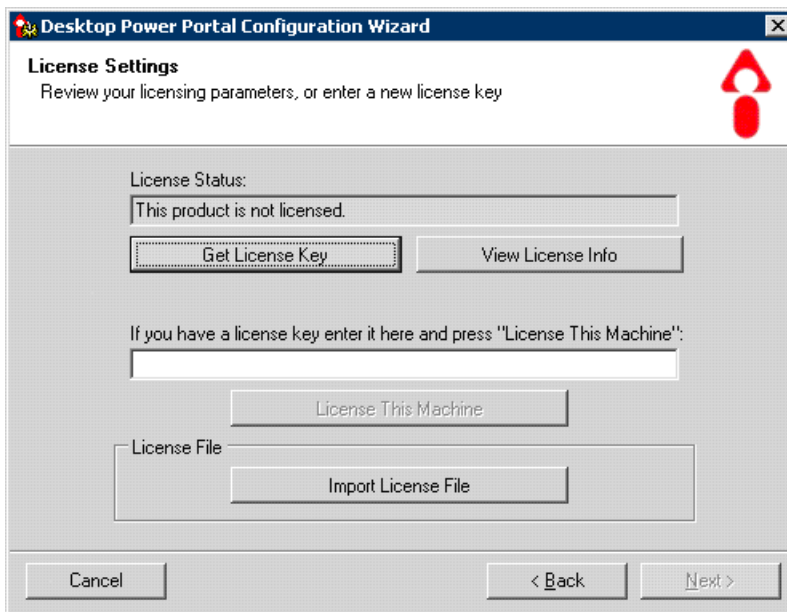 Desktop Power Portal Configuration Wizard
License Settings
Review your licensing parameters, or enter a new license key
License Status:
This product is not licensed.
Get License Key
View License Info
If you have a license key enter it here and press "License This Machine":
License This Machine
License File
Import License File
Cancel
< Back
Next >